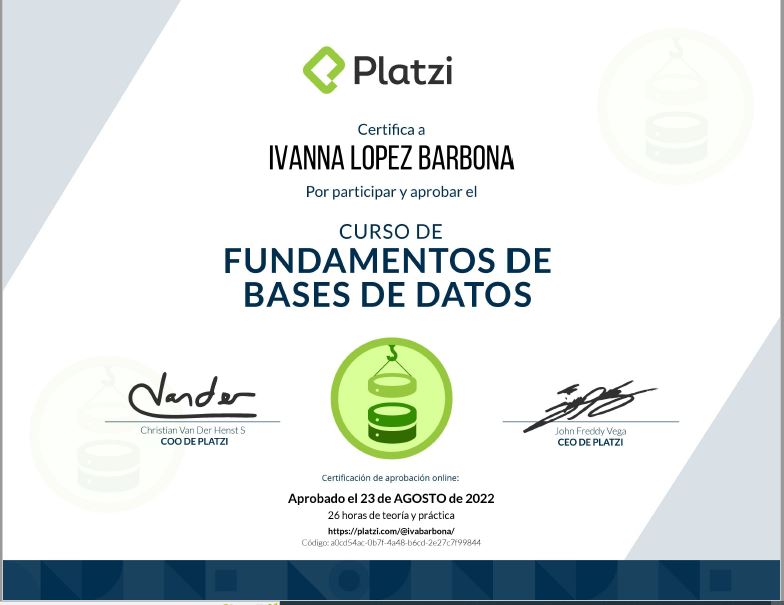 Platzi
Certifica a
IVANNA LOPEZ BARBONA
Por participar y aprobar el
CURSO DE
FUNDAMENTOS DE
BASES DE DATOS
Christian Van Der Henst S
COO DE PLATZI
John Freddy Vega
CEO DE PLATZI
Certificación de aprobación online:
Aprobado el 23 de AGOSTO de 2022
26 horas de teoría y práctica
https://platzi.com/@ivabarbona/
Código: a0cd54ac-0b7f-4a48-b6cd-2e27c7f99844